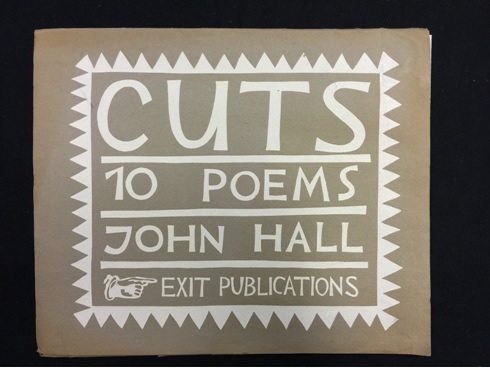 CUTS
10 POEMS
JOHN HALL
EXIT PUBLICATIONS